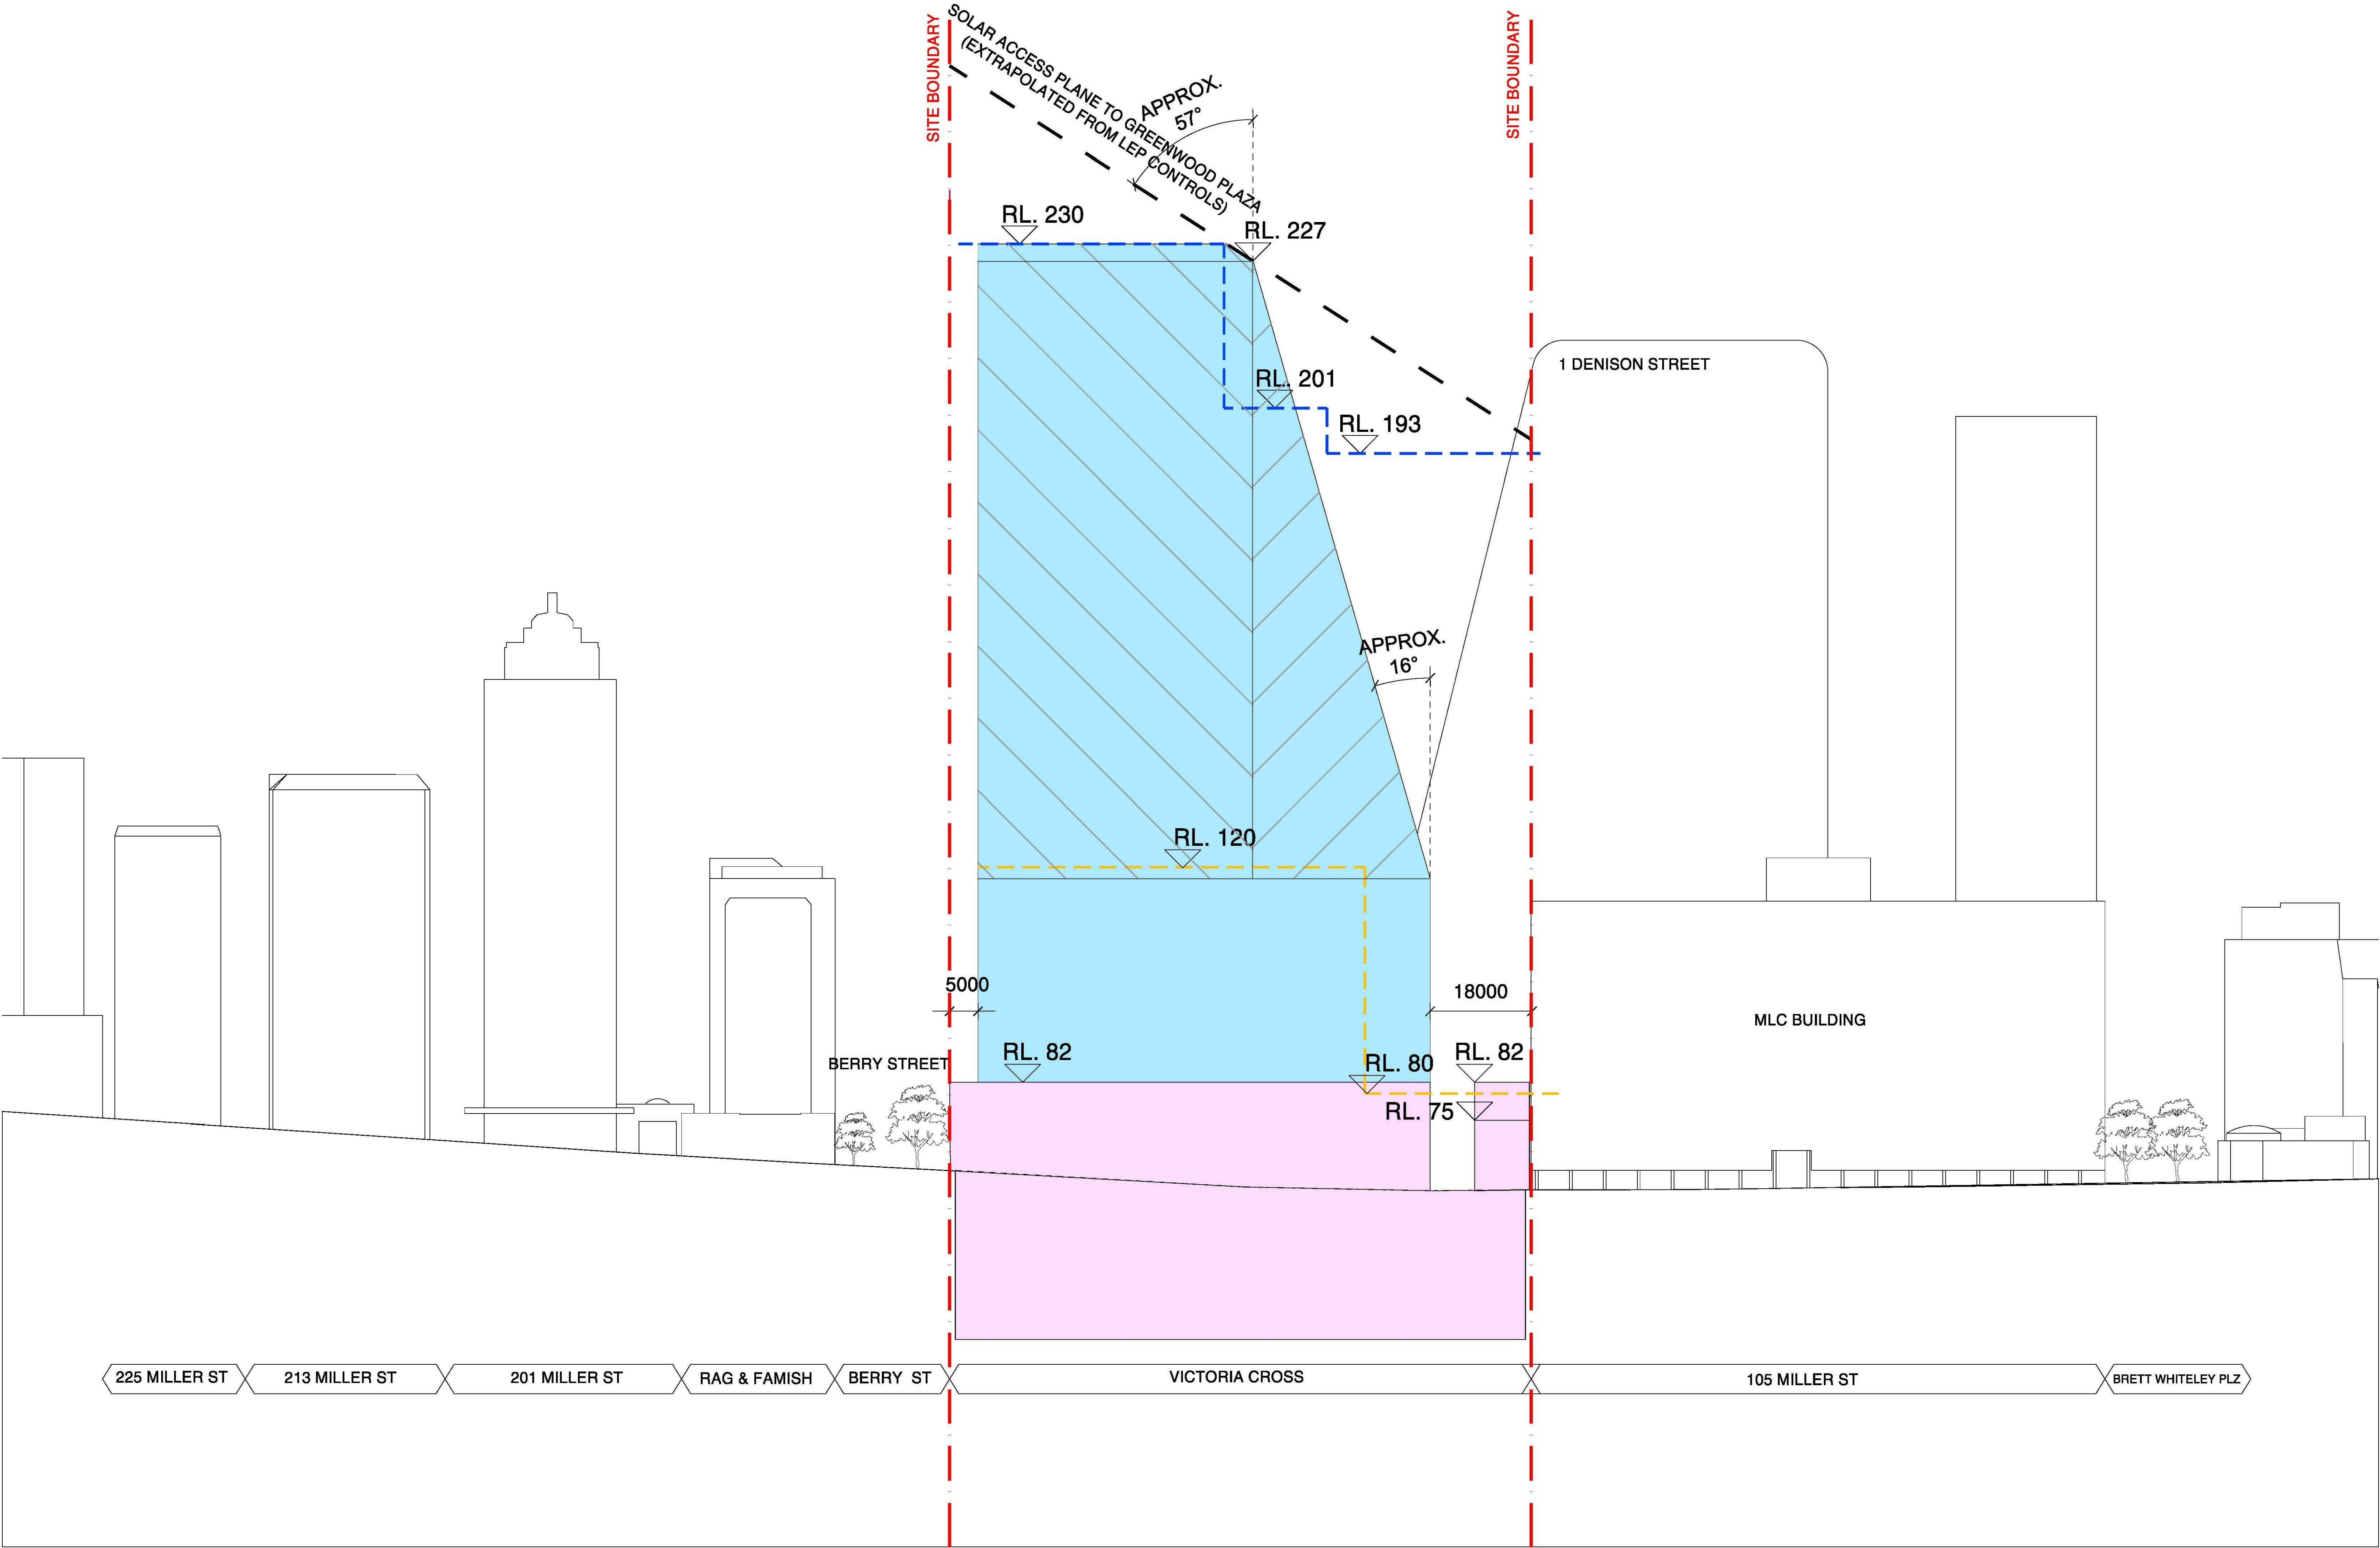 SITE BOUNDARY
SOLAR ACCESS PLANE TO GREENWOOD PLAZA
(EXTRAPOLATED FROM LEP CONTROLS)
APPROX.
57°
SITE BOUNDARY
RL. 230
RL. 227
1 DENISON STREET
RL. 201
RL. 193
APPROX.
16°
RL. 120
5000
18000
MLC BUILDING
BERRY STREET
RL. 82
RL. 80
RL. 82
RL. 75
225 MILLER ST
213 MILLER ST
201 MILLER ST
RAG & FAMISH
BERRY ST
VICTORIA CROSS
105 MILLER ST
BRETT WHITELEY PLZ